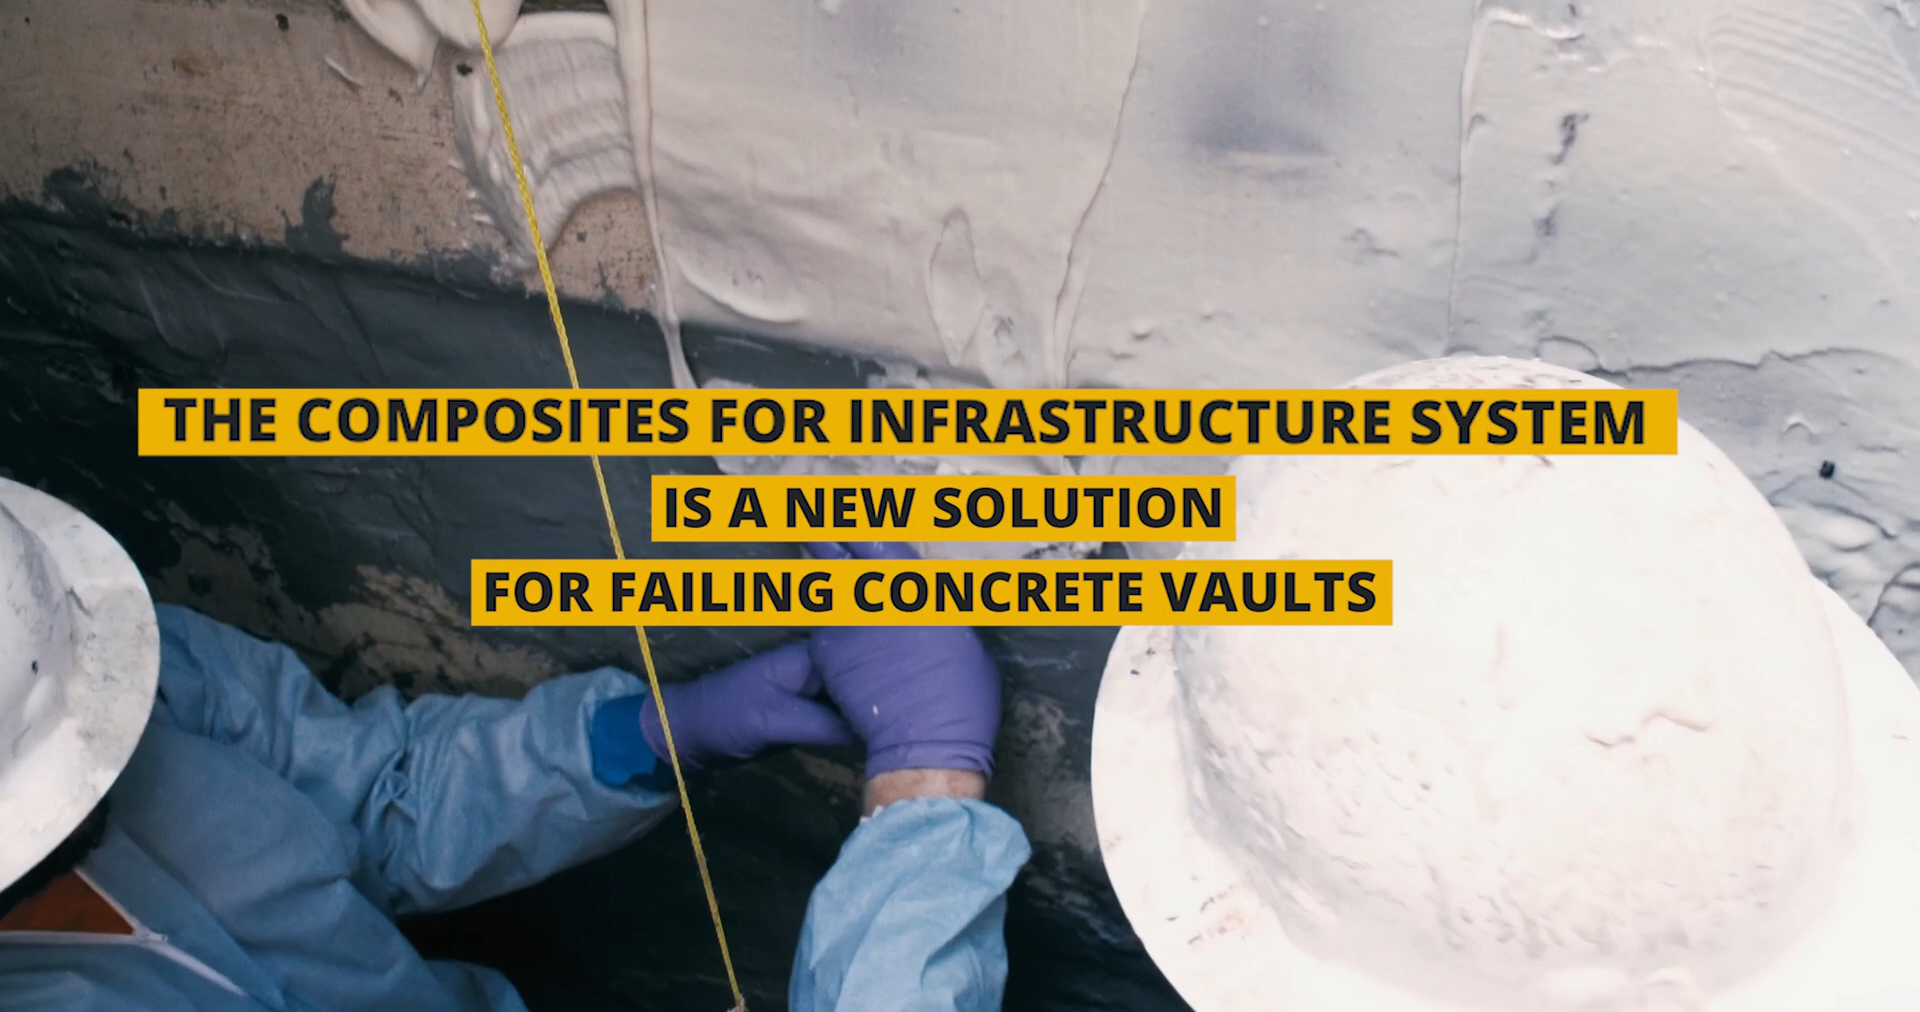 THE COMPOSITES FOR INFRASTRUCTURE SYSTEM
IS A NEW SOLUTION
FOR FAILING CONCRETE VAULTS